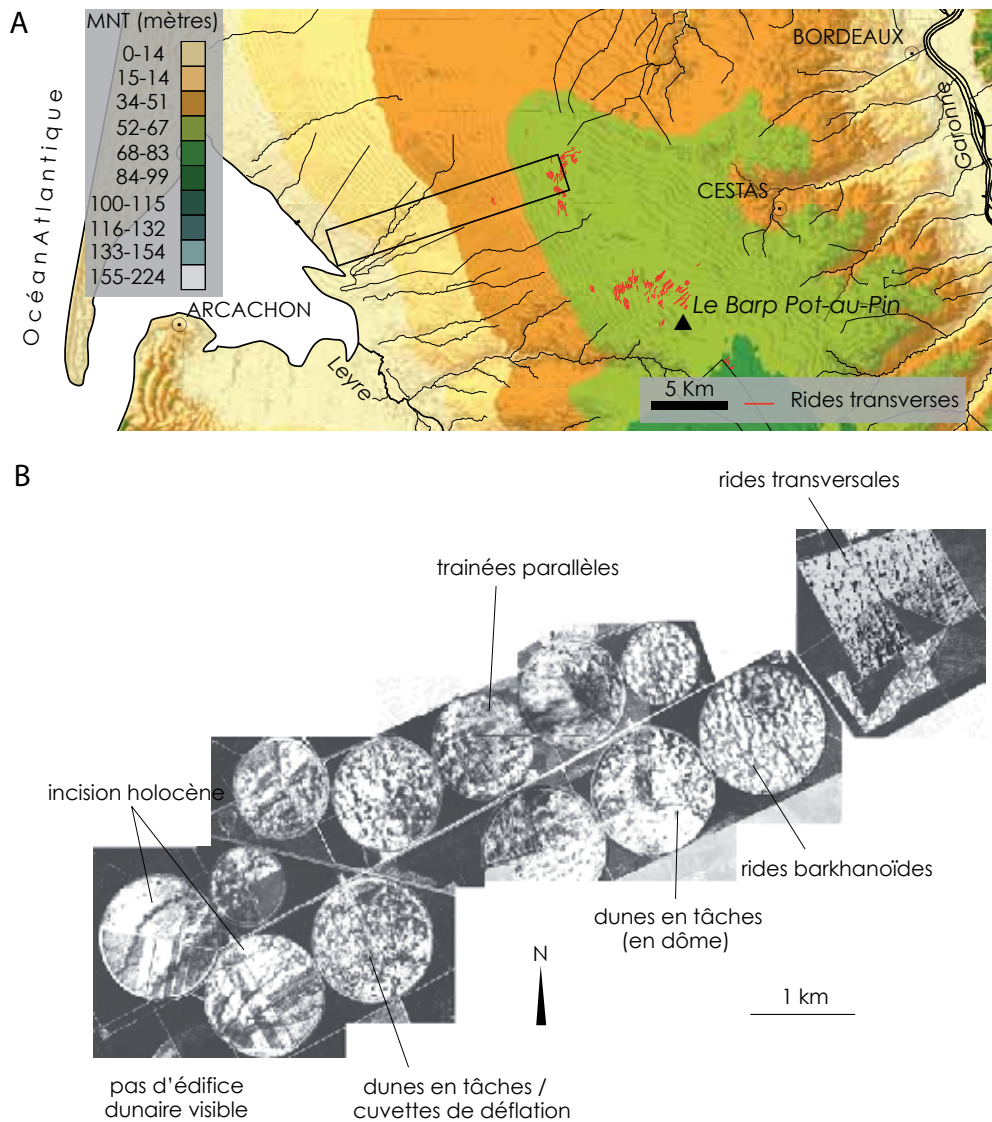 A
MNT (mètres)
0-14
15-14
34-51
52-67
68-83
84-99
100-115
116-132
133-154
155-224
Océan Atlantique
BORDEAUX
Garonne
CESTAS
Le Barp Pot-au-Pin
ARCACHON
Leyre
5 Km
Rides transverses
B
rides transversales
trainées parallèles
incision holocène
rides barkhanoïdes
dunes en tâches
(en dôme)
N
1 km
pas d'édifice
dunaire visible
dunes en tâches /
cuvettes de déflation